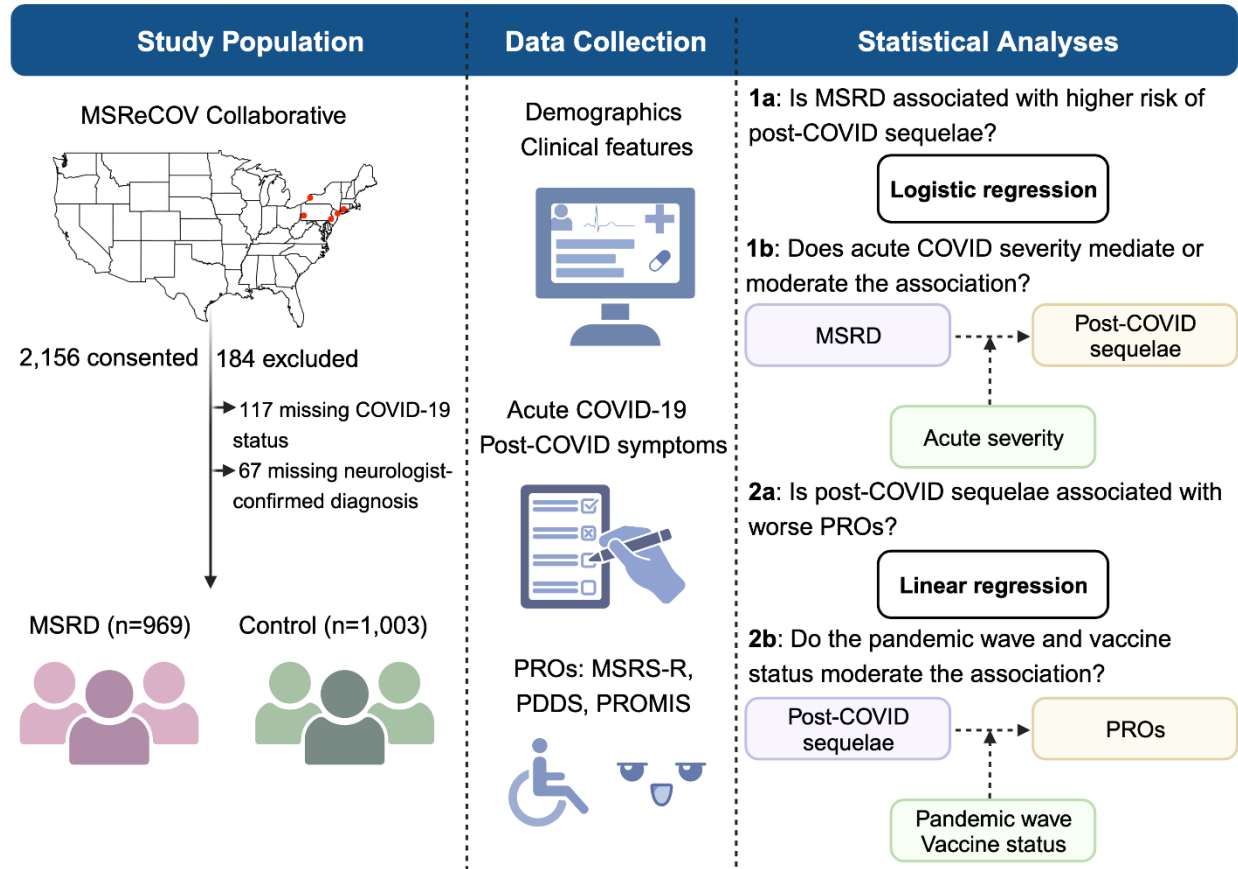 Study Population
Data Collection
Statistical Analyses
MSReCOV Collaborative
2,156 consented
184 excluded
117 missing COVID-19
status
67 missing neurologist-
confirmed diagnosis
MSRD (n=969)
Control (n=1,003)
Demographics
Clinical features
Acute COVID-19
Post-COVID symptoms
PROs: MSRS-R,
PDDS, PROMIS
1a: Is MSRD associated with higher risk of
post-COVID sequelae?
Logistic regression
1b: Does acute COVID severity mediate or
moderate the association?
MSRD
Post-COVID
sequelae
Acute severity
2a: Is post-COVID sequelae associated with
worse PROs?
Linear regression
2b: Do the pandemic wave and vaccine
status moderate the association?
Post-COVID
sequelae
PROs
Pandemic wave
Vaccine status